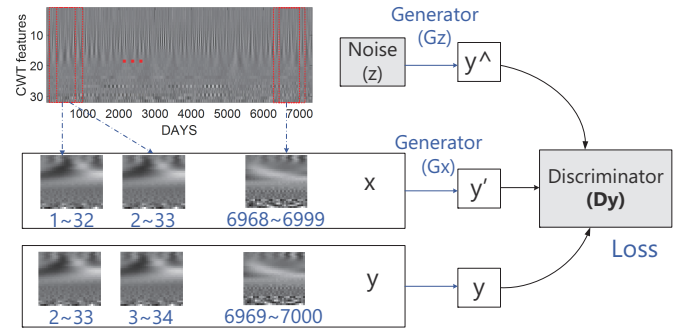 CWT features
10
20
30
1000 2000 3000 4000 5000 6000 7000
DAYS
Generator
(Gz)
Noise
(z)
y^
1~32 2~33 6968~6999
x
Generator
(Gx)
y'
Discriminator
(Dy)
Loss
2~33 3~34 6969~7000
y
y